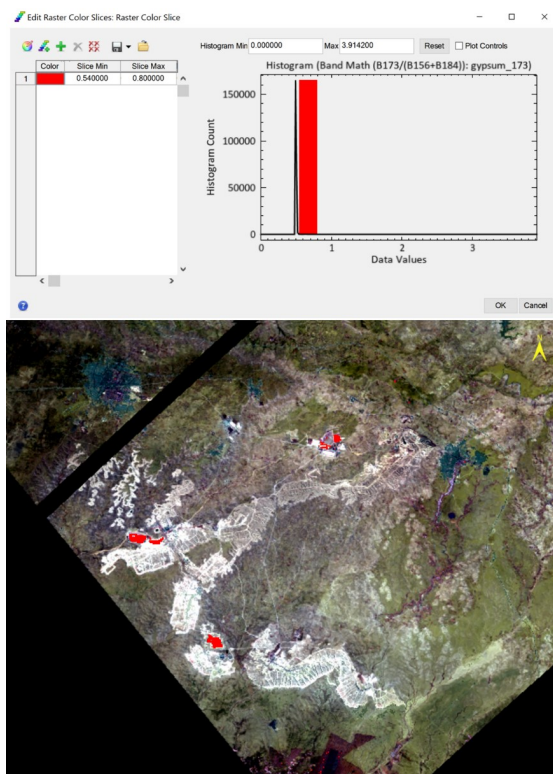 Edit Raster Color Slices: Raster Color Slice
Histogram Min 0.000000 Max 3.914200 Reset Plot Controls
Color Slice Min Slice Max
1 0.540000 0.800000
Histogram (Band Math (B173/(B156+B184)): gypsum_173)
Histogram Count
150000
100000
50000
0
0 1 2 3
Data Values
OK Cancel